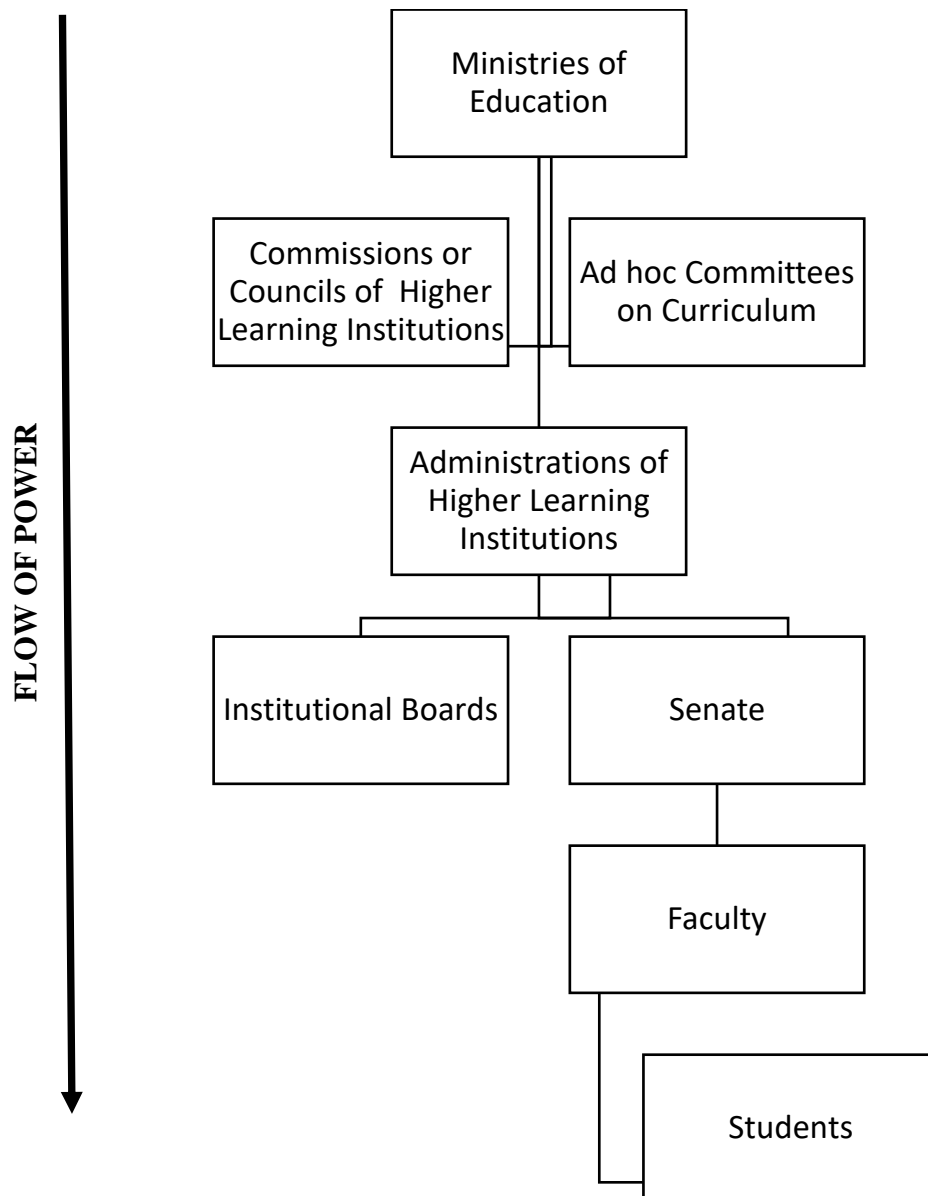 Ministries of
Education
Commissions or
Councils of  Higher
Learning Institutions
Ad hoc Committees
on Curriculum
FLOW OF POWER
Administrations of
Higher Learning
Institutions
Institutional Boards
Senate
Faculty
Students